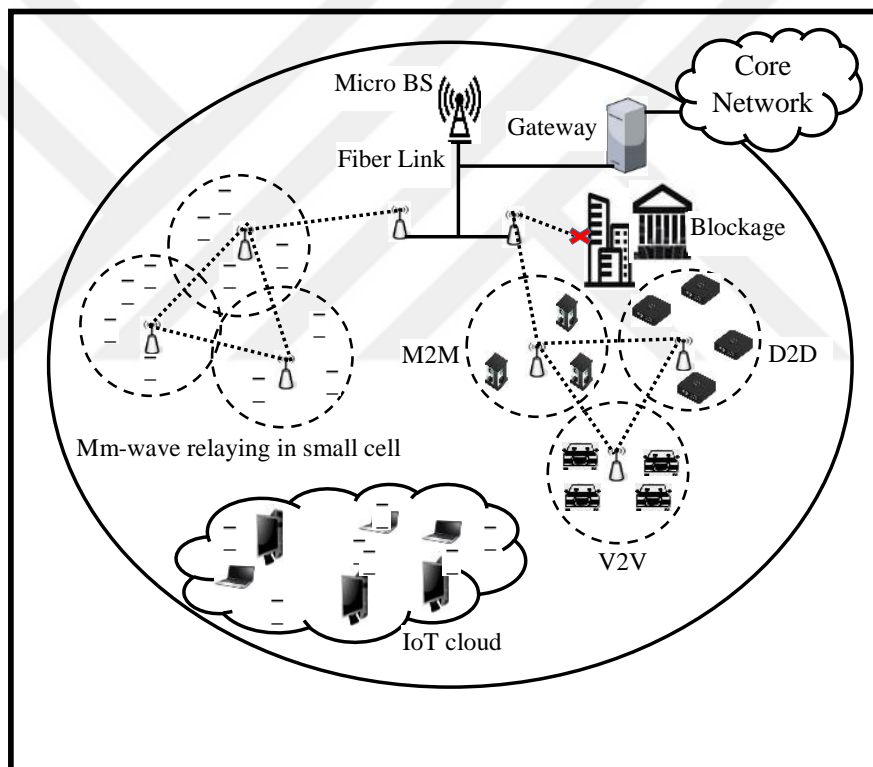 Core
Network
Micro BS
Gateway
Fiber Link
Blockage
M2M
D2D
Mm-wave relaying in small cell
V2V
IoT cloud